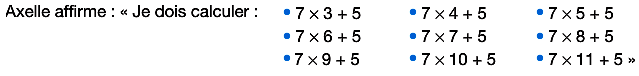 Axelle affirme : « Je dois calculer : • 7 × 3 + 5 • 7 × 4 + 5 • 7 × 5 + 5
• 7 × 6 + 5 • 7 × 7 + 5 • 7 × 8 + 5
• 7 × 9 + 5 • 7 × 10 + 5 • 7 × 11 + 5 »